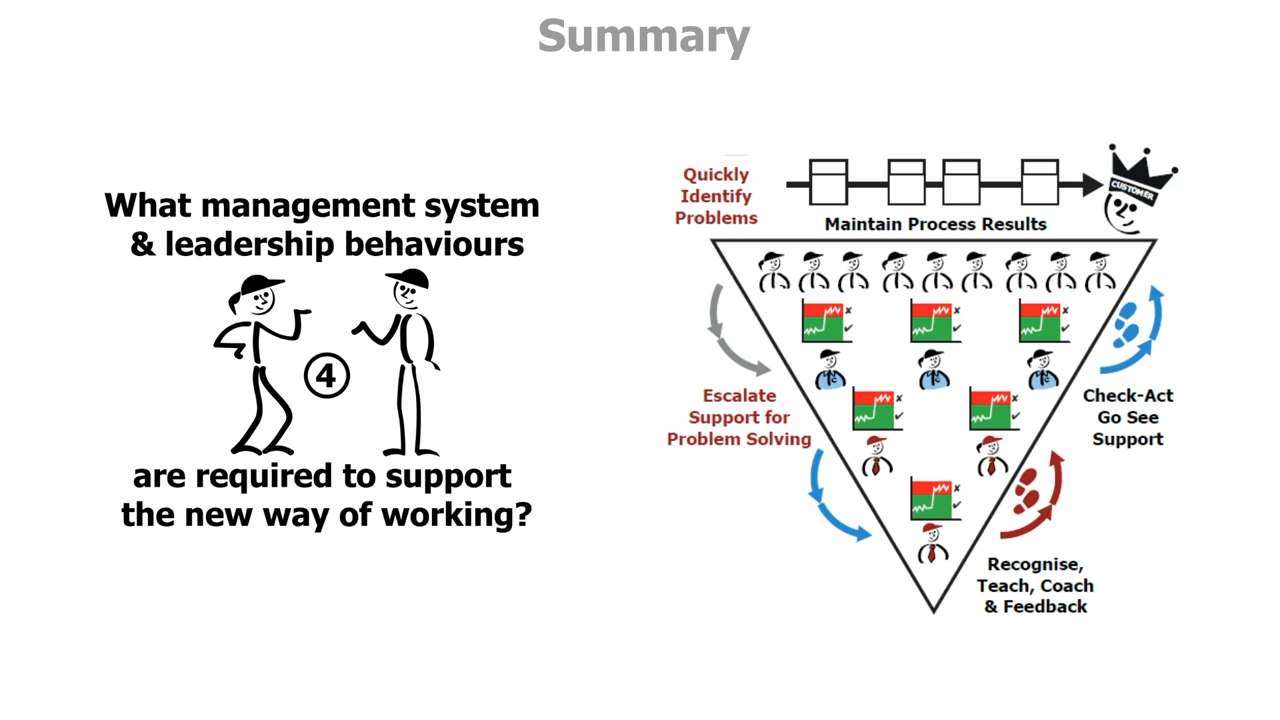 Summary
What management system
& leadership behaviours
4
are required to support
the new way of working?
Quickly
Identify
Problems
CUSTOMER
Maintain Process Results
Escalate
Support for
Problem Solving
Check-Act
Go See
Support
Recognise,
Teach, Coach
& Feedback